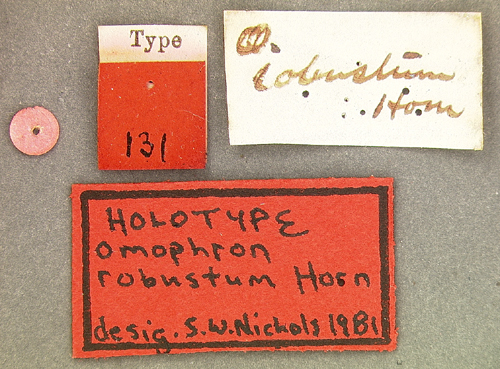 Type
131
O.
robustum
Horn
HOLOTYPE
omophron
robustum Horn
desig. S.W. Nichols 1981